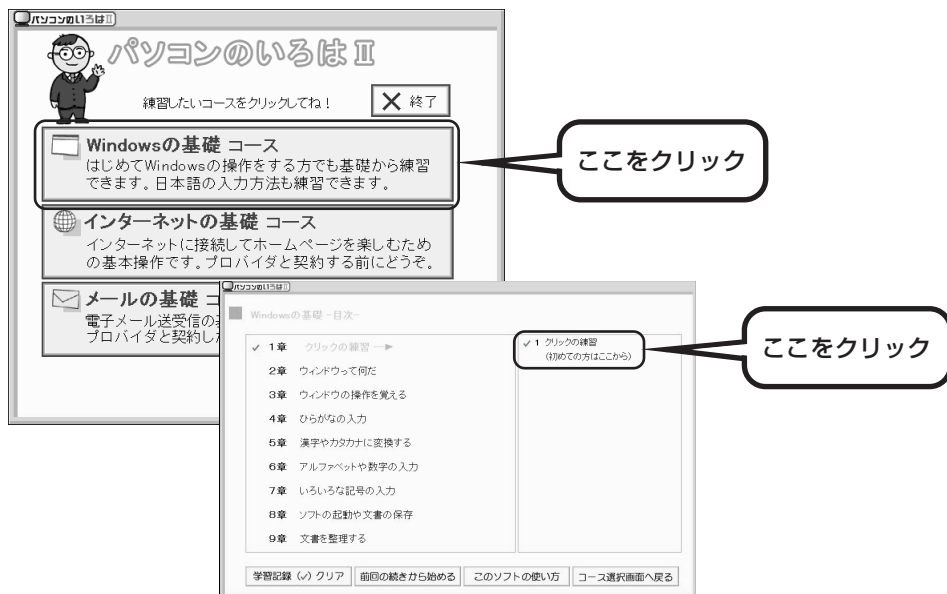 パソコンのいろはⅡ
パソコンのいろは Ⅱ
練習したいコースをクリックしてね!
✕ 終了
Windowsの基礎 コース
はじめてWindowsの操作をする方でも基礎から練習
できます。日本語の入力方法も練習できます。
ここをクリック
インターネットの基礎 コース
インターネットに接続してホームページを楽しむため
の基本操作です。プロバイダと契約する前にどうぞ。
メールの基礎 コ
電子メール送受信の
プロバイダと契約し
パソコンのいろはⅡ
Windowsの基礎 -目次-
✓ 1章 クリックの練習
2章 ウィンドウって何だ
3章 ウィンドウの操作を覚える
4章 ひらがなの入力
5章 漢字やカタカナに変換する
6章 アルファベットや数字の入力
7章 いろいろな記号の入力
8章 ソフトの起動や文書の保存
9章 文書を整理する
✓ 1 クリックの練習
(初めての方はここから)
ここをクリック
学習記録 (✓) クリア 前回の続きから始める このソフトの使い方 コース選択画面へ戻る